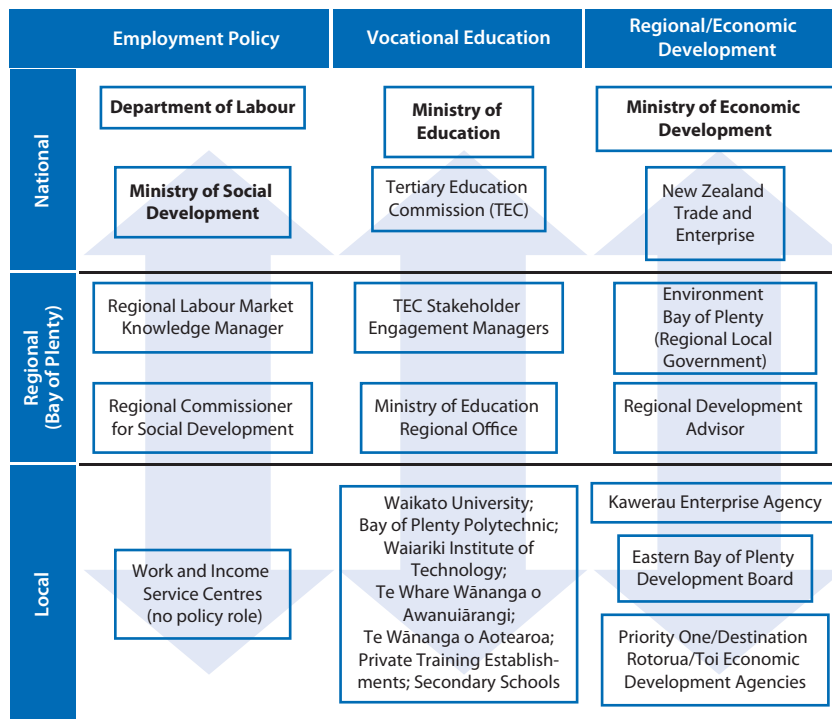 Employment Policy
Vocational Education
Regional/Economic
Development
National
Department of Labour
Ministry of Social
Development
Ministry of
Education
Tertiary Education
Commission (TEC)
Ministry of Economic
Development
New Zealand
Trade and
Enterprise
Regional
(Bay of Plenty)
Regional Labour Market
Knowledge Manager
Regional Commissioner
for Social Development
TEC Stakeholder
Engagement Managers
Ministry of Education
Regional Office
Environment
Bay of Plenty
(Regional Local
Government)
Regional Development
Advisor
Local
Work and Income
Service Centres
(no policy role)
Waikato University;
Bay of Plenty Polytechnic;
Waiariki Institute of
Technology;
Te Whare Wānanga o
Awanuiārangi;
Te Wānanga o Aotearoa;
Private Training Establish-
ments; Secondary Schools
Kawerau Enterprise Agency
Eastern Bay of Plenty
Development Board
Priority One/Destination
Rotorua/Toi Economic
Development Agencies